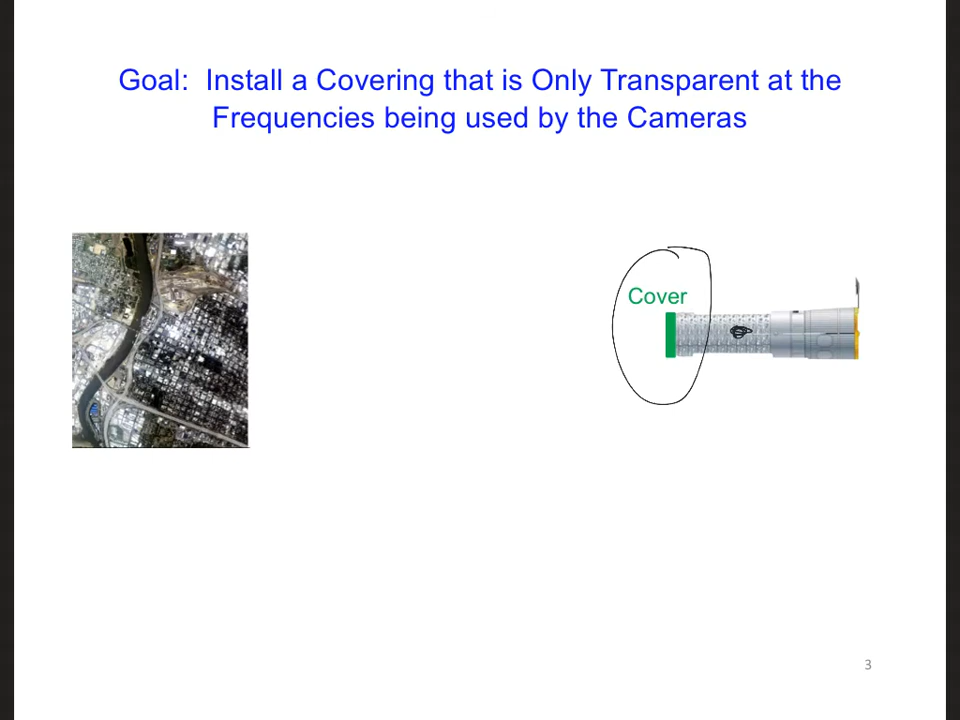 Goal:  Install a Covering that is Only Transparent at the
Frequencies being used by the Cameras
Cover
3